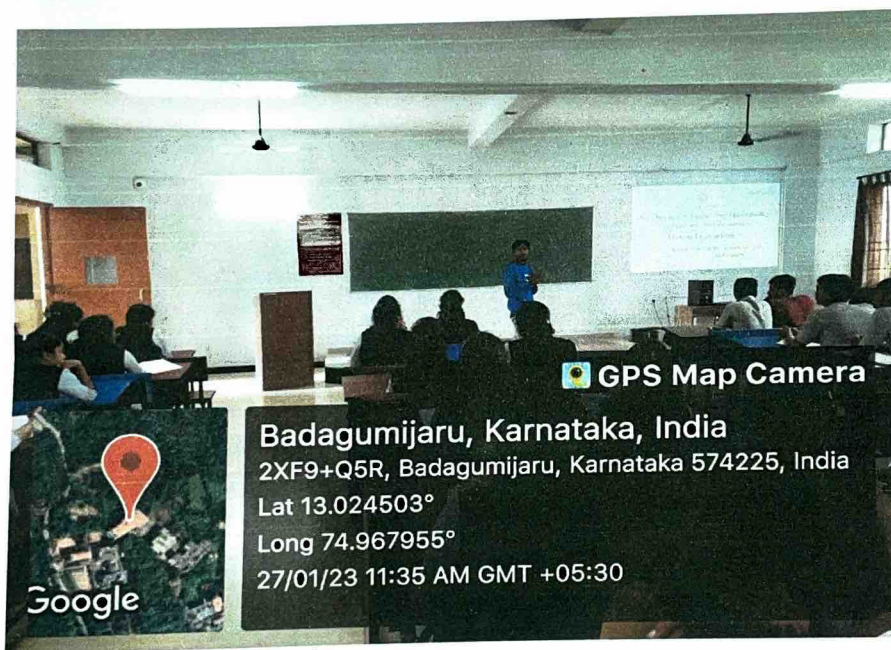 GPS Map Camera
Badagumijaru, Karnataka, India
2XF9+Q5R, Badagumijaru, Karnataka 574225, India
Lat 13.024503°
Long 74.967955°
27/01/23 11:35 AM GMT +05:30
Google